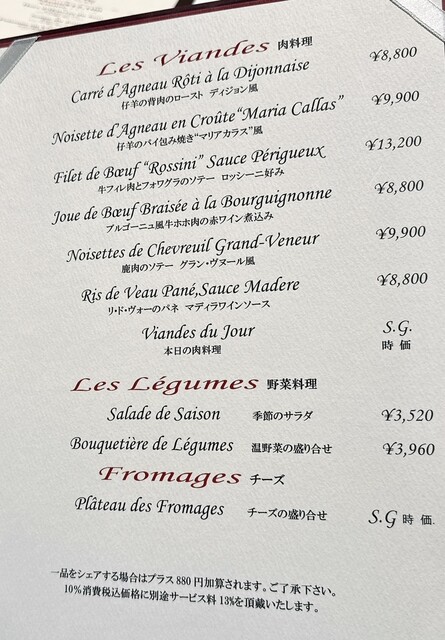 Les Viandes 肉料理
Carré d'Agneau Rôti à la Dijonnaise ¥8,800
仔羊の背肉のロースト ディジョン風
Noisette d'Agneau en Croûte "Maria Callas" ¥9,900
仔羊のパイ包み焼き"マリアカラス"風
Filet de Bœuf "Rossini" Sauce Périgueux ¥13,200
牛フィレ肉とフォワグラのソテー ロッシーニ好み
Joue de Bœuf Braisée à la Bourguignonne ¥8,800
ブルゴーニュ風牛ホホ肉の赤ワイン煮込み
Noisettes de Chevreuil Grand-Veneur ¥9,900
鹿肉のソテー グラン・ヴヌール風
Ris de Veau Pané,Sauce Madere ¥8,800
リ・ド・ヴォーのパネ マディラワインソース
Viandes du Jour S.G.
本日の肉料理 時価
Les Légumes 野菜料理
Salade de Saison 季節のサラダ ¥3,520
Bouquetière de Légumes 温野菜の盛り合せ ¥3,960
Fromages チーズ
Plâteau des Fromages チーズの盛り合せ S.G 時価.
一品をシェアする場合はプラス880円加算されます。ご了承下さい。
10%消費税込価格に別途サービス料13%を頂戴いたします。